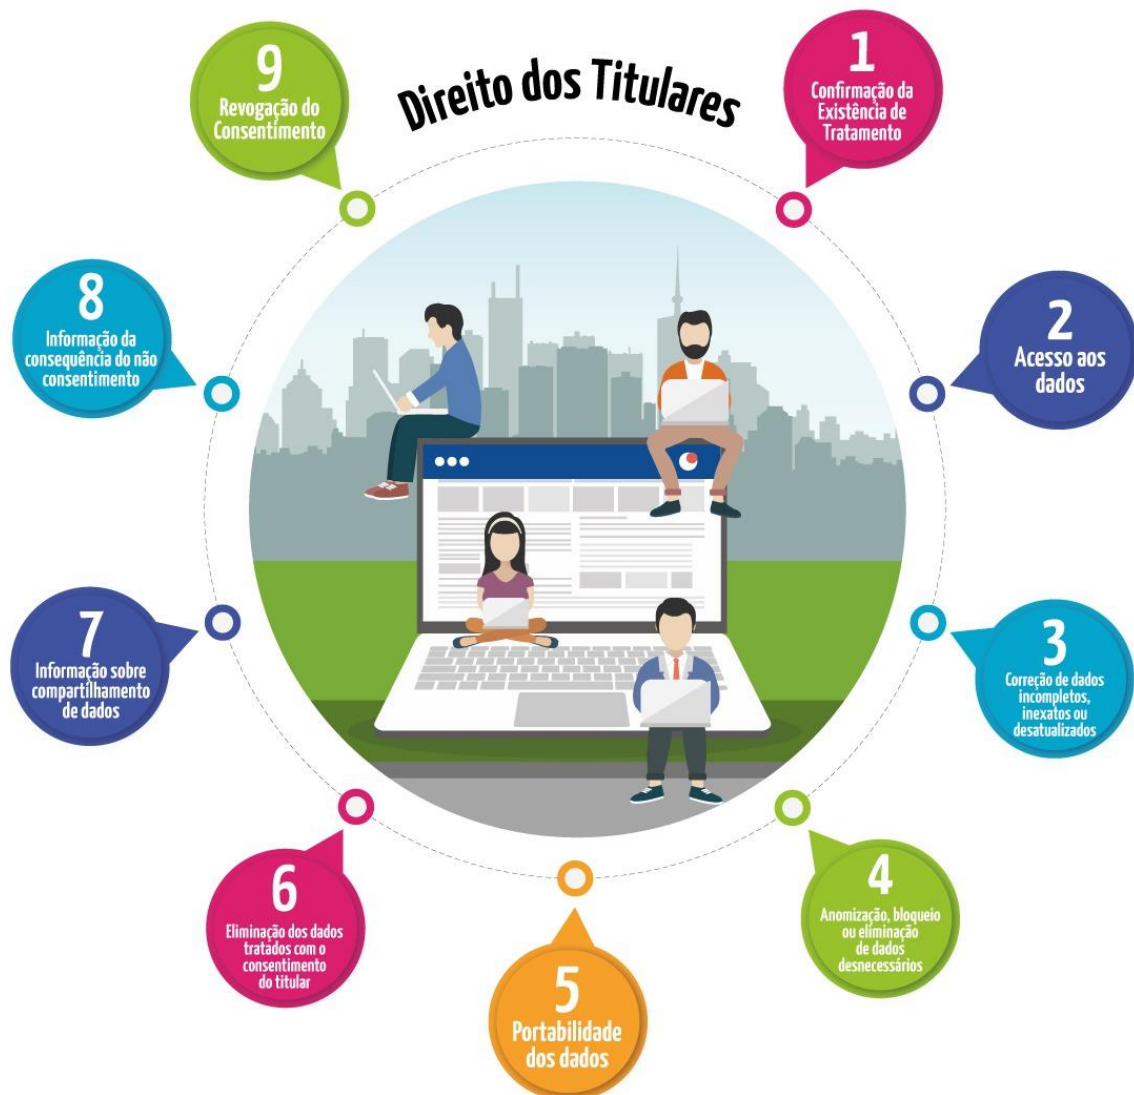 Direito dos Titulares
1
Confirmação da
Existência de
Tratamento
2
Acesso aos
dados
3
Correção de dados
incompletos,
inexatos ou
desatualizados
4
Anomização, bloqueio
ou eliminação
de dados
desnecessários
5
Portabilidade
dos dados
6
Eliminação dos dados
tratados com o
consentimento
do titular
7
Informação sobre
compartilhamento
de dados
8
Informação da
consequência do não
consentimento
9
Revogação do
Consentimento